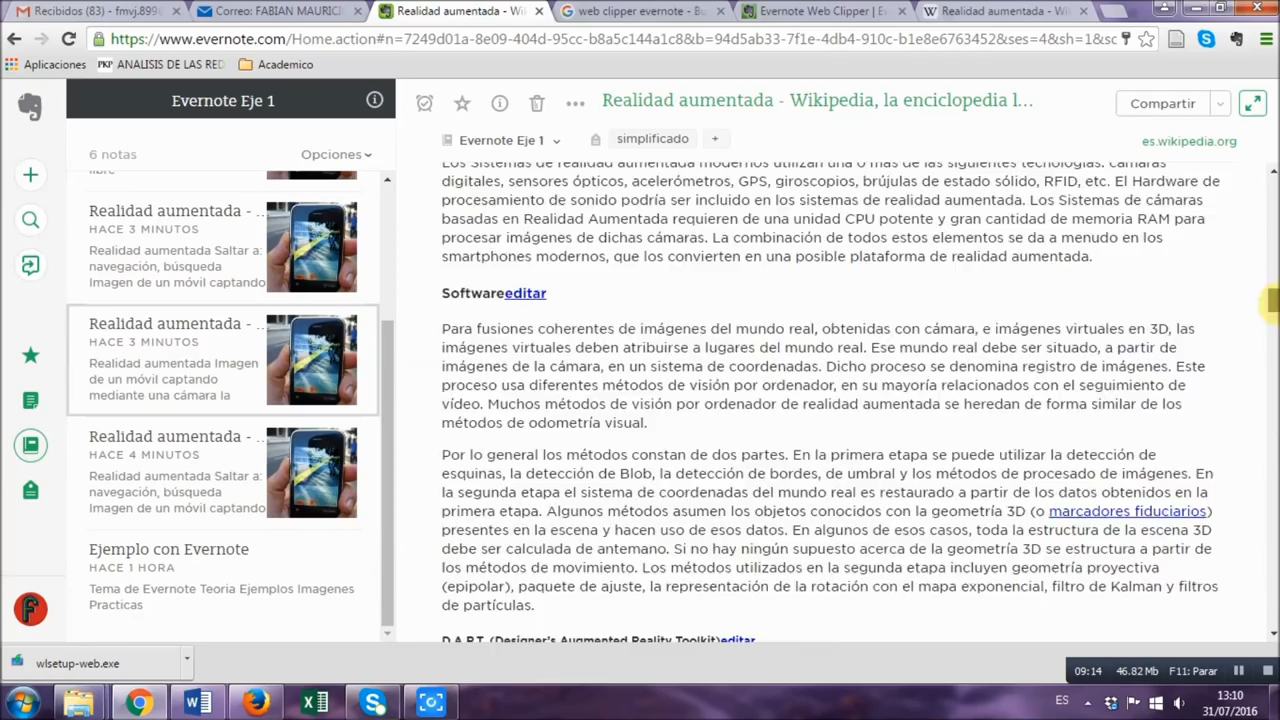 Recibidos (83) - fmvj.899
Correo: FABIAN MAURICI
Realidad aumentada - Wi
web clipper evernote - Bu
Evernote Web Clipper | E
Realidad aumentada - Wi
https://www.evernote.com/Home.action#n=7249d01a-8e09-404d-95cc-b8a5c144a1c8&b=94d5ab33-7f1e-4db4-910c-b1e8e6763452&ses=4&sh=1&sc
Aplicaciones
PKP ANALISIS DE LAS RED
Academico
Evernote Eje 1
6 notas
Opciones
libre
Realidad aumentada - ...
HACE 3 MINUTOS
Realidad aumentada Saltar a:
navegación, búsqueda
Imagen de un móvil captando
Realidad aumentada - ...
HACE 3 MINUTOS
Realidad aumentada Imagen
de un móvil captando
mediante una cámara la
Realidad aumentada - ...
HACE 4 MINUTOS
Realidad aumentada Saltar a:
navegación, búsqueda
Imagen de un móvil captando
Ejemplo con Evernote
HACE 1 HORA
Tema de Evernote Teoria Ejemplos Imagenes
Practicas
Realidad aumentada - Wikipedia, la enciclopedia l...
Compartir
Evernote Eje 1
simplificado
+
es.wikipedia.org
Los Sistemas de realidad aumentada modernos utilizan una o más de las siguientes tecnologías: cámaras
digitales, sensores ópticos, acelerómetros, GPS, giroscopios, brújulas de estado sólido, RFID, etc. El Hardware de
procesamiento de sonido podría ser incluido en los sistemas de realidad aumentada. Los Sistemas de cámaras
basadas en Realidad Aumentada requieren de una unidad CPU potente y gran cantidad de memoria RAM para
procesar imágenes de dichas cámaras. La combinación de todos estos elementos se da a menudo en los
smartphones modernos, que los convierten en una posible plataforma de realidad aumentada.
Softwareeditar
Para fusiones coherentes de imágenes del mundo real, obtenidas con cámara, e imágenes virtuales en 3D, las
imágenes virtuales deben atribuirse a lugares del mundo real. Ese mundo real debe ser situado, a partir de
imágenes de la cámara, en un sistema de coordenadas. Dicho proceso se denomina registro de imágenes. Este
proceso usa diferentes métodos de visión por ordenador, en su mayoría relacionados con el seguimiento de
vídeo. Muchos métodos de visión por ordenador de realidad aumentada se heredan de forma similar de los
métodos de odometría visual.
Por lo general los métodos constan de dos partes. En la primera etapa se puede utilizar la detección de
esquinas, la detección de Blob, la detección de bordes, de umbral y los métodos de procesado de imágenes. En
la segunda etapa el sistema de coordenadas del mundo real es restaurado a partir de los datos obtenidos en la
primera etapa. Algunos métodos asumen los objetos conocidos con la geometría 3D (o marcadores fiduciarios)
presentes en la escena y hacen uso de esos datos. En algunos de esos casos, toda la estructura de la escena 3D
debe ser calculada de antemano. Si no hay ningún supuesto acerca de la geometría 3D se estructura a partir de
los métodos de movimiento. Los métodos utilizados en la segunda etapa incluyen geometría proyectiva
(epipolar), paquete de ajuste, la representación de la rotación con el mapa exponencial, filtro de Kalman y filtros
de partículas.
D.A.R.T. (Designer's Augmented Reality Toolkit)editar
wlsetup-web.exe
09:14
46.82 Mb
F11: Parar
ES
13:10
31/07/2016